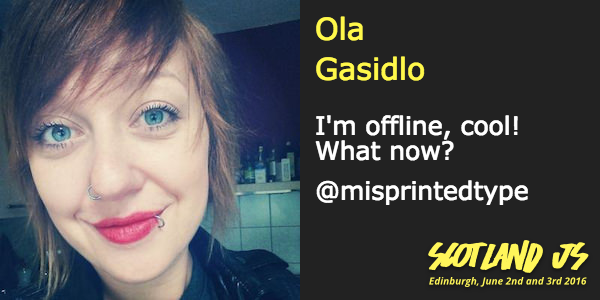 Ola
Gasidlo
I'm offline, cool!
What now?
@misprintedtype
SCOTLAND JS
Edinburgh, June 2nd and 3rd 2016